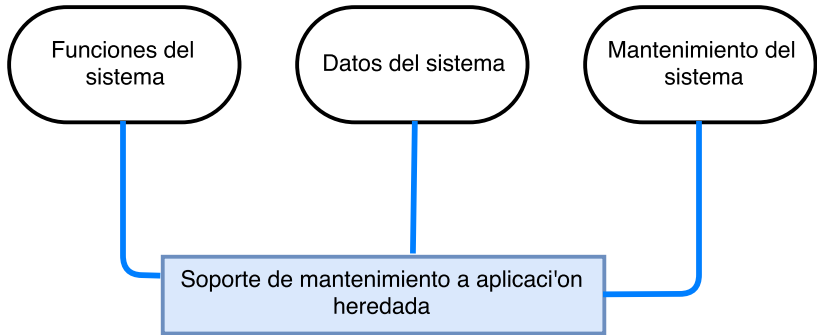 Funciones del
sistema
Datos del sistema
Mantenimiento del
sistema
Soporte de mantenimiento a aplicaci'on
heredada